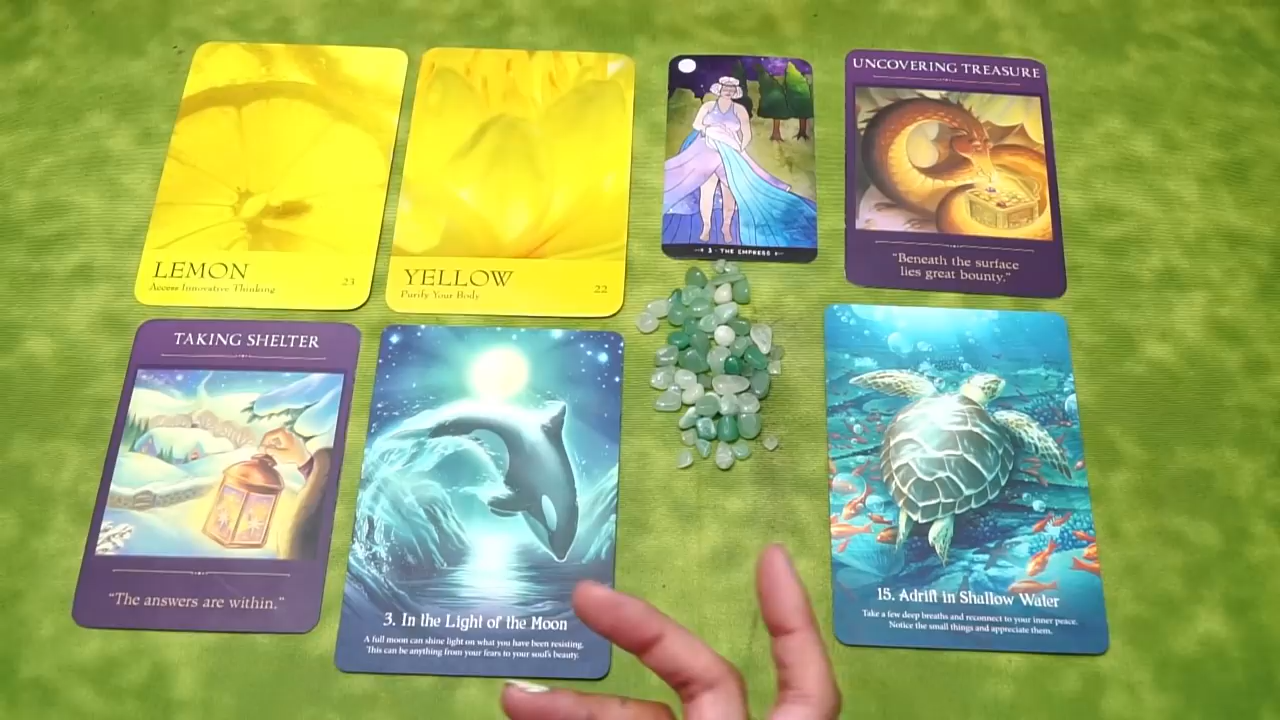 LEMON
Access Innovative Thinking
23
YELLOW
Purify Your Body
22
3 · THE EMPRESS
UNCOVERING TREASURE
"Beneath the surface
lies great bounty."
TAKING SHELTER
"The answers are within."
3. In the Light of the Moon
A full moon can shine light on what you have been resisting.
This can be anything from your fears to your soul's beauty.
15. Adrift in Shallow Water
Take a few deep breaths and reconnect to your inner peace.
Notice the small things and appreciate them.